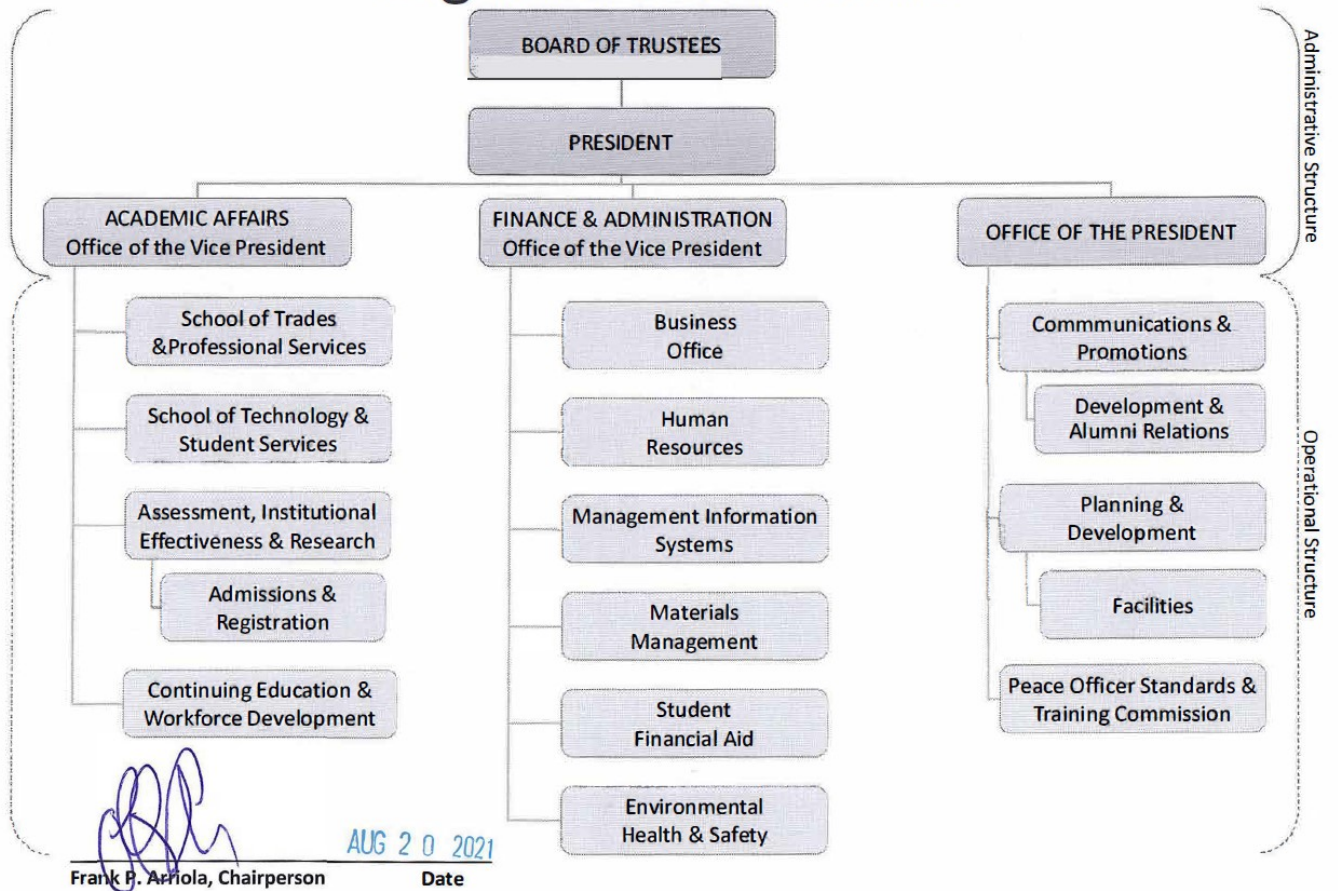 BOARD OF TRUSTEES
PRESIDENT
ACADEMIC AFFAIRS
Office of the Vice President
FINANCE & ADMINISTRATION
Office of the Vice President
OFFICE OF THE PRESIDENT
Administrative Structure
School of Trades
&Professional Services
School of Technology &
Student Services
Assessment, Institutional
Effectiveness & Research
Admissions &
Registration
Continuing Education &
Workforce Development
Business
Office
Human
Resources
Management Information
Systems
Materials
Management
Student
Financial Aid
Environmental
Health & Safety
Commmunications &
Promotions
Development &
Alumni Relations
Planning &
Development
Facilities
Peace Officer Standards &
Training Commission
Operational Structure
AUG 20 2021
Frank P. Arriola, Chairperson
Date